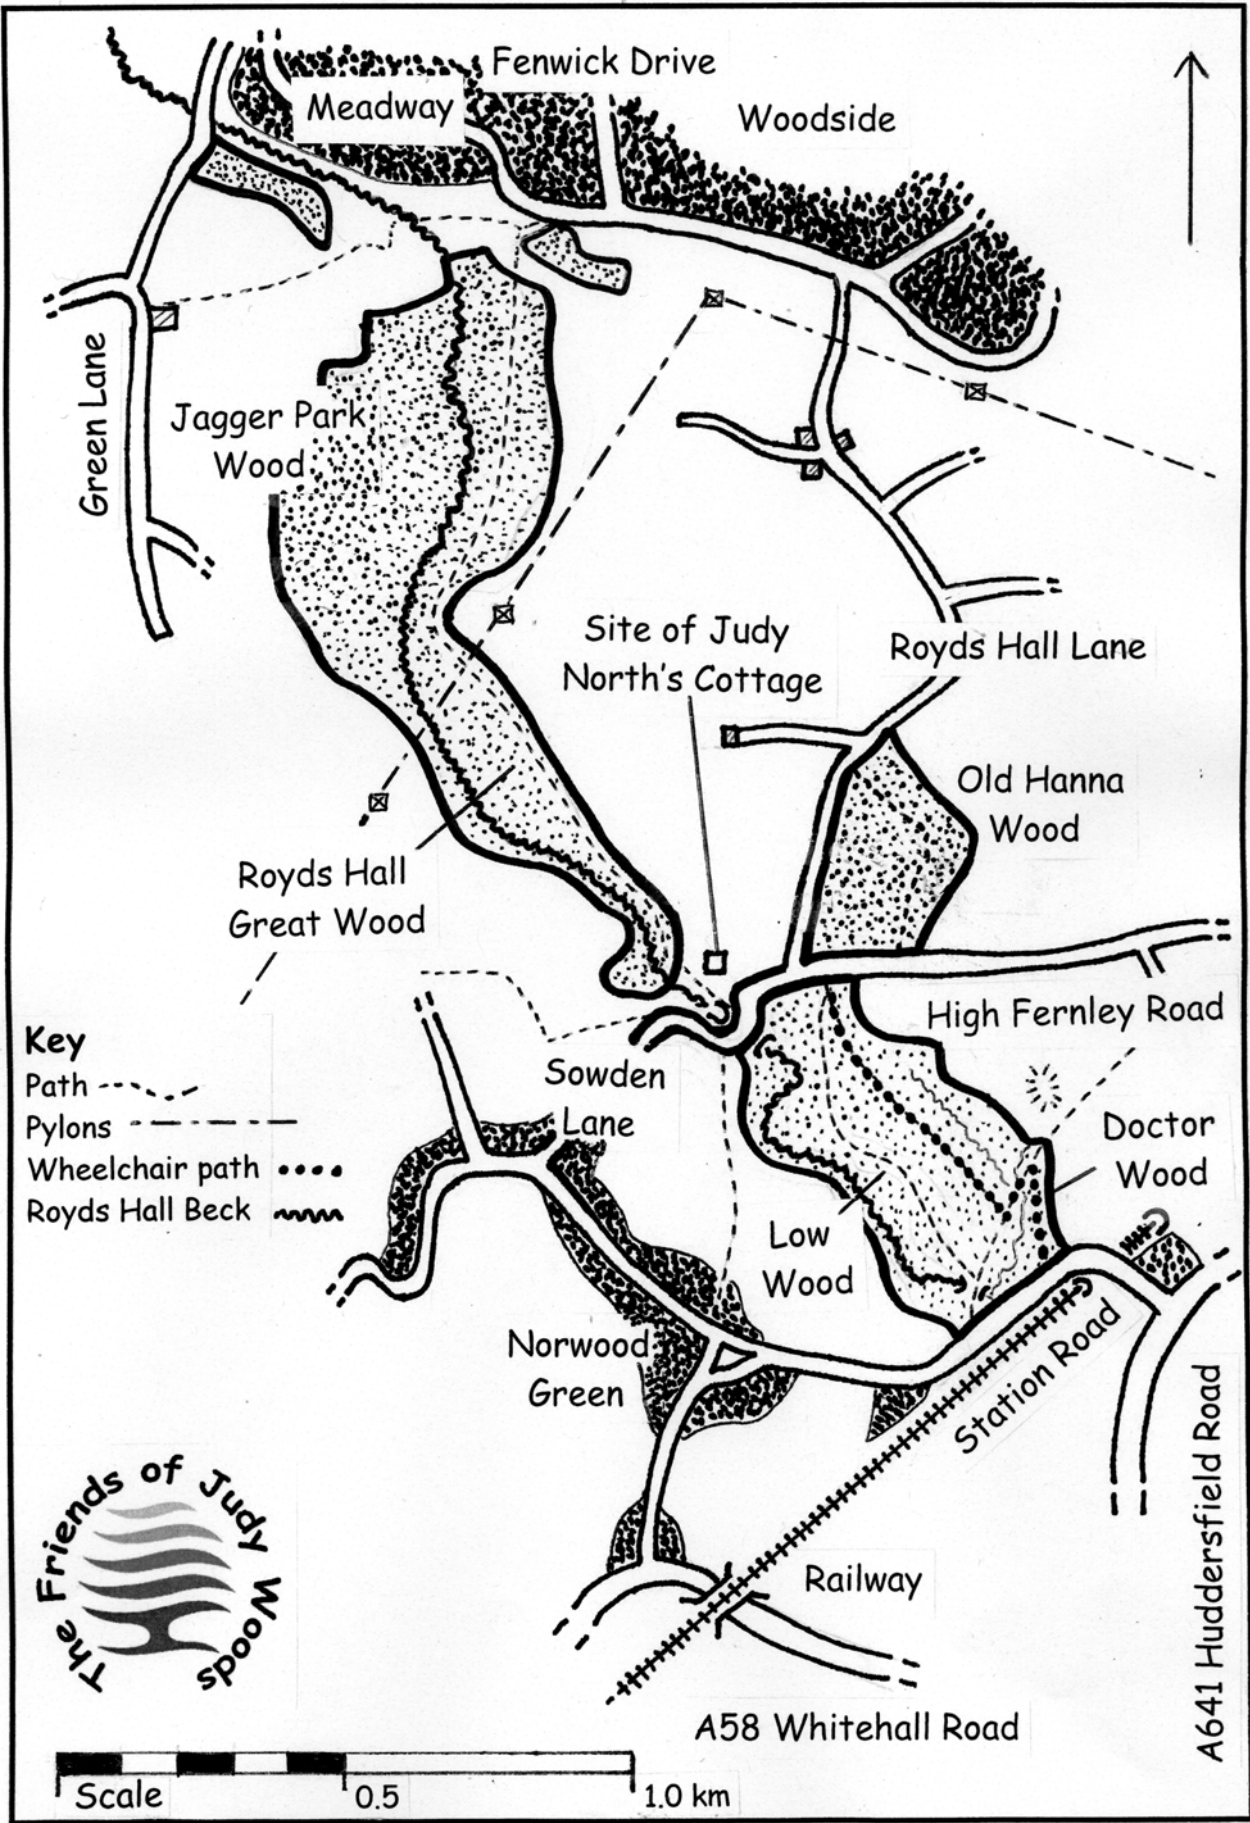 Fenwick Drive
Meadway
Woodside
Green Lane
Jagger Park
Wood
Site of Judy
North's Cottage
Royds Hall Lane
Old Hanna
Wood
Royds Hall
Great Wood
High Fernley Road
Key
Path
Pylons
Wheelchair path
Royds Hall Beck
Sowden
Lane
Doctor
Wood
Low
Wood
Norwood
Green
Station Road
A641 Huddersfield Road
The Friends of Judy Woods
Railway
A58 Whitehall Road
Scale
0.5
1.0 km